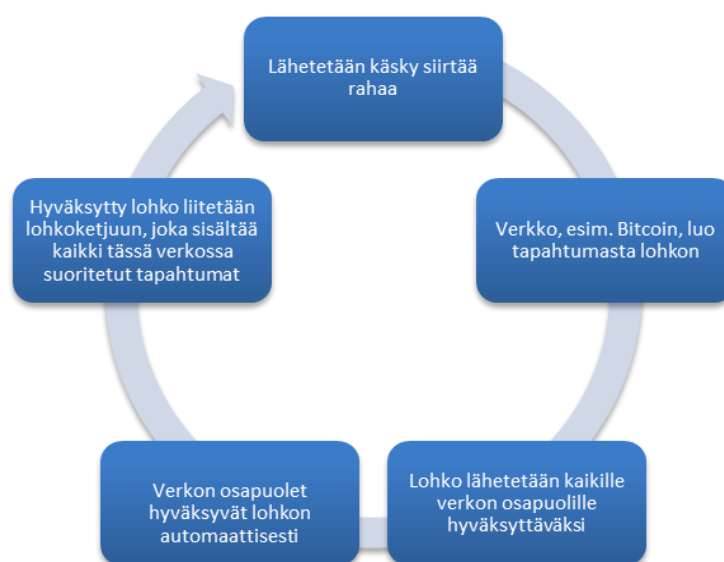 Lähetetään käsky siirtää
rahaa
Verkko, esim. Bitcoin, luo
tapahtumasta lohkon
Lohko lähetetään kaikille
verkon osapuolille
hyväksyttäväksi
Verkon osapuolet
hyväksyvät lohkon
automaattisesti
Hyväksytty lohko liitetään
lohkoketjuun, joka sisältää
kaikki tässä verkossa
suoritetut tapahtumat